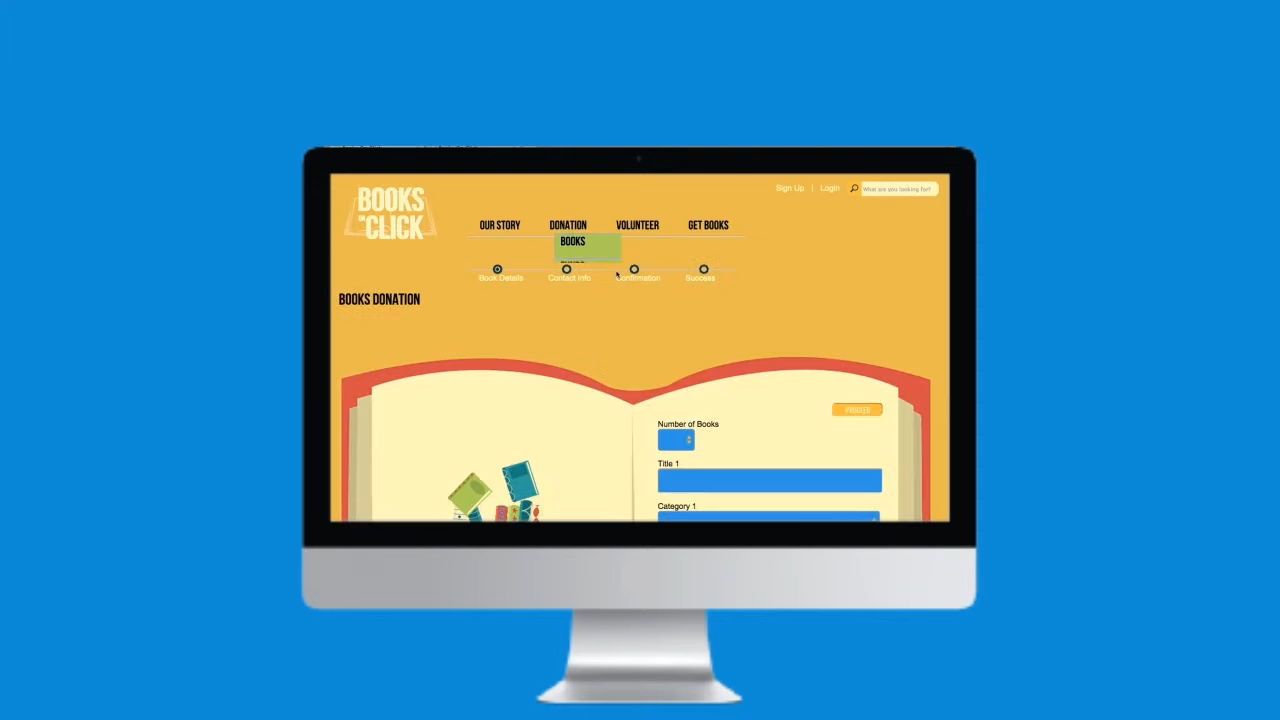 Sign Up | Login
What are you looking for?
BOOKS
ON
CLICK
OUR STORY DONATION VOLUNTEER GET BOOKS
BOOKS
Book Details Contact Info Confirmation Success
BOOKS DONATION
PROCEED
Number of Books
Title 1
Category 1